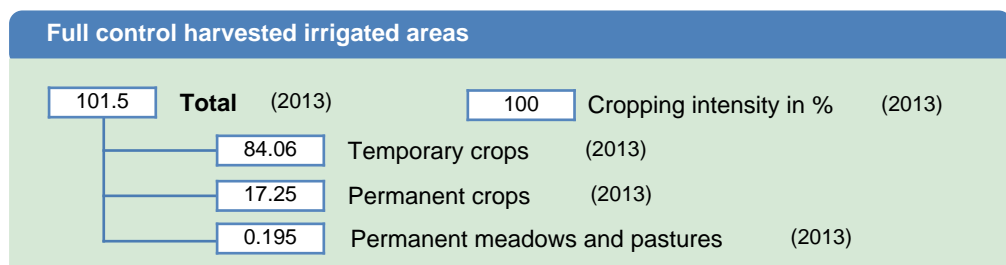 Full control harvested irrigated areas
101.5 Total (2013) 100 Cropping intensity in % (2013)
84.06 Temporary crops (2013)
17.25 Permanent crops (2013)
0.195 Permanent meadows and pastures (2013)